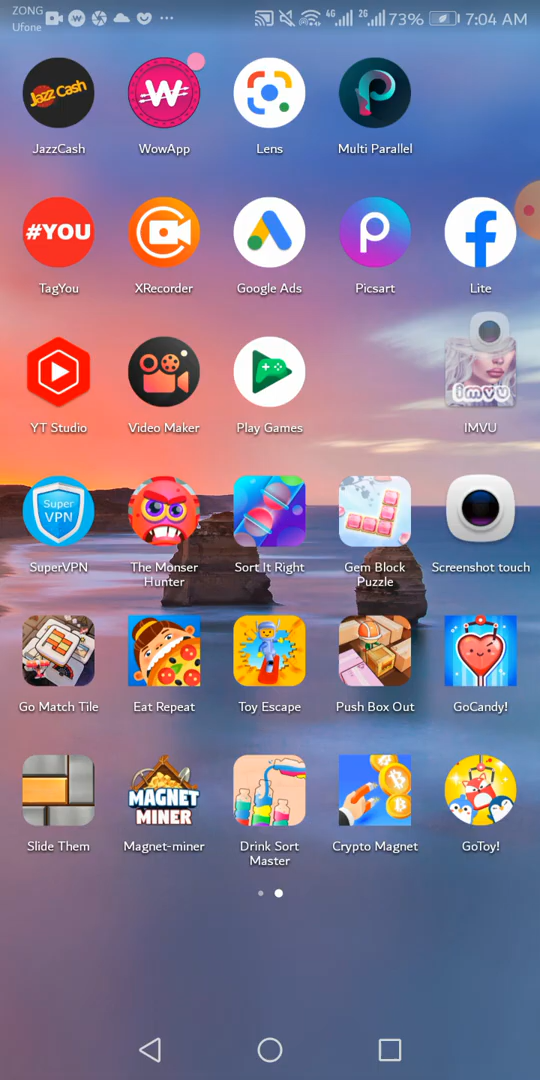 ZONG
Ufone
4G 2G 73% 7:04 AM
Jazz Cash
W
JazzCash
WowApp
Lens
Multi Parallel
#YOU
TagYou
XRecorder
Google Ads
Picsart
Lite
imvu
YT Studio
Video Maker
Play Games
IMVU
Super
VPN
SuperVPN
The Monser
Hunter
Sort It Right
Gem Block
Puzzle
Screenshot touch
Go Match Tile
Eat Repeat
Toy Escape
Push Box Out
GoCandy!
MAGNET
MINER
Slide Them
Magnet-miner
Drink Sort
Master
Crypto Magnet
GoToy!